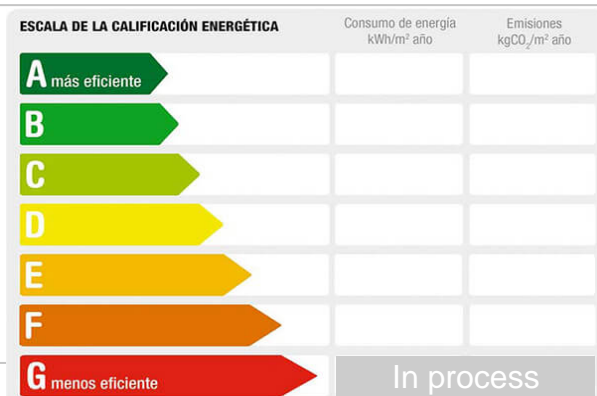 ESCALA DE LA CALIFICACIÓN ENERGÉTICA
Consumo de energía
kWh/m² año
Emisiones
kgCO₂/m² año
A más eficiente
B
C
D
E
F
G menos eficiente
In process